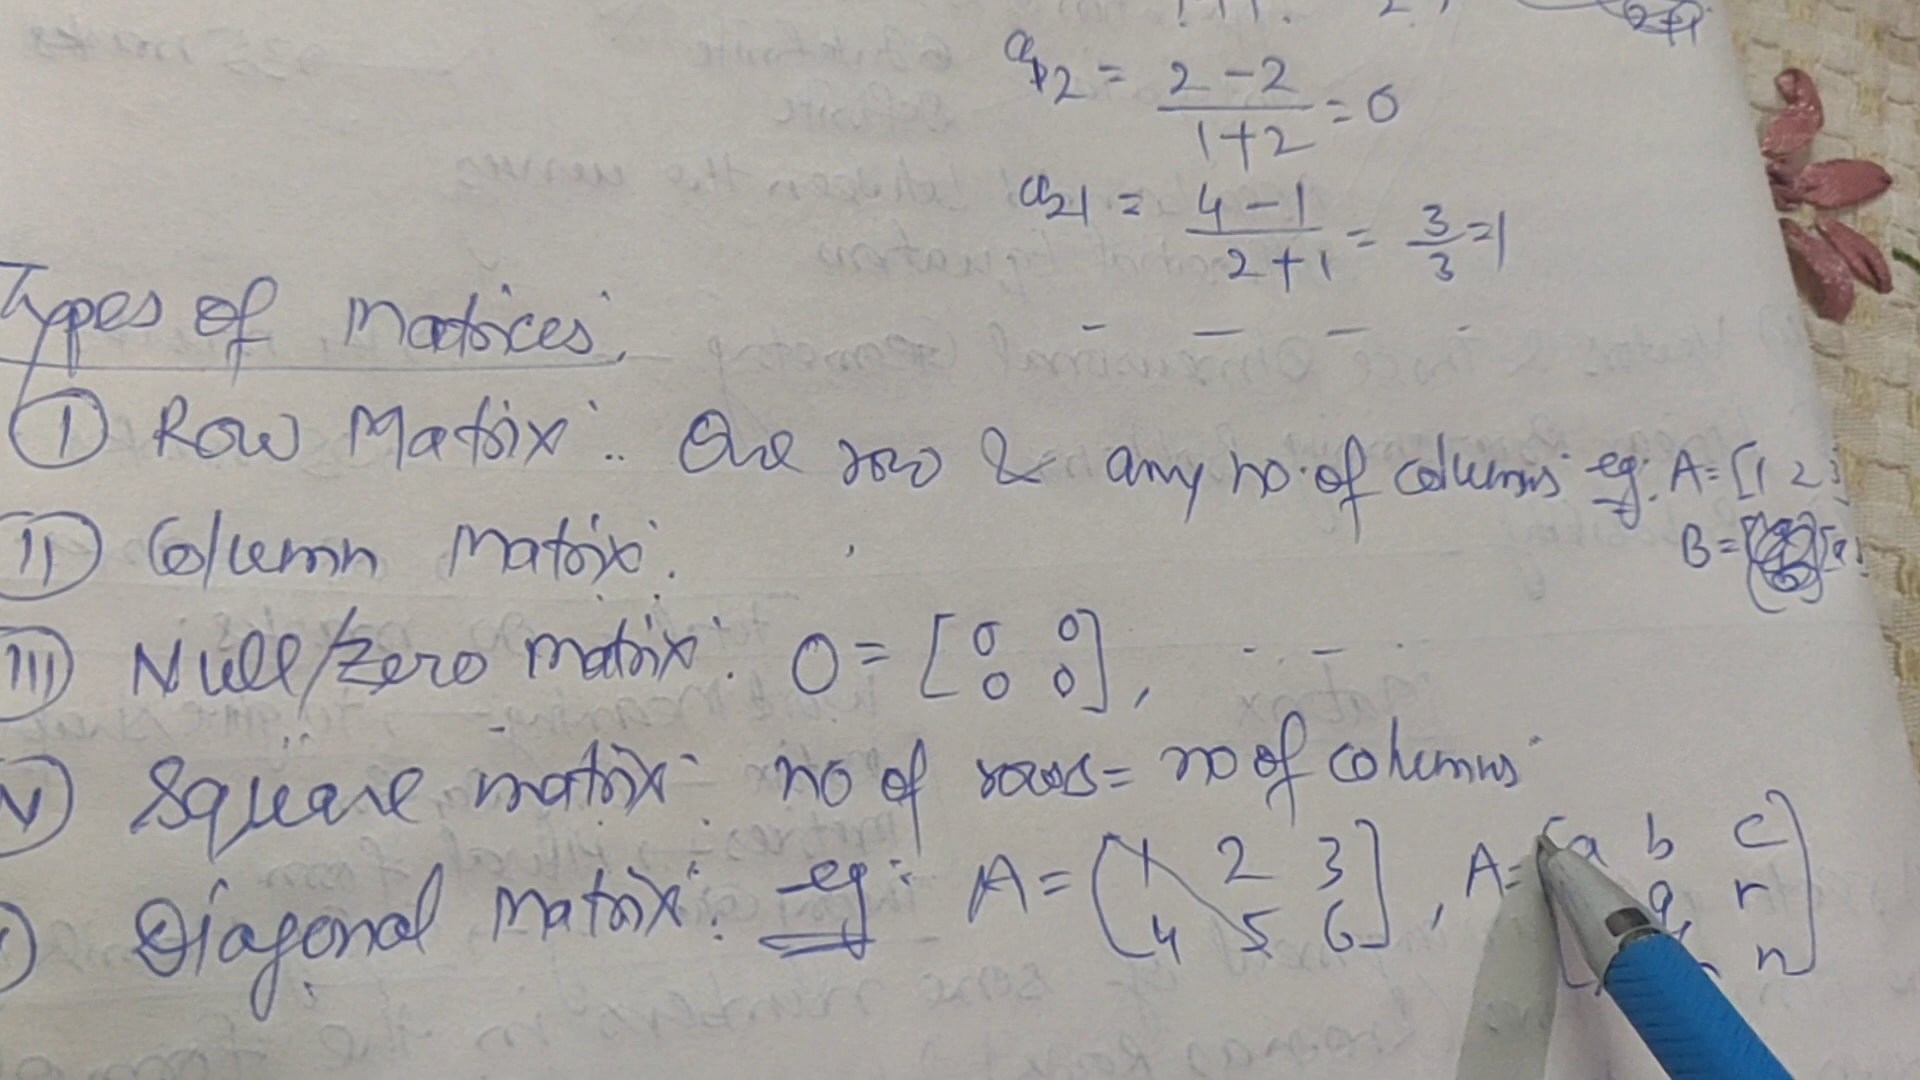 a12 = 2-2 / 1+2 = 0
a21 = 4-1 / 2+1 = 3/3 = 1
Types of Matrices,
(I) Row Matrix: One row & any no. of columns eg: A=[1 2 3
B= [a
(II) Column Matrix:
(III) Null/Zero matrix: O = [0 0
0 0],
Square matrix: no of rows = no of columns
Diagonal Matrix: eg: A = [1 2 3
4 5 6], A = [a b c
q r
n]